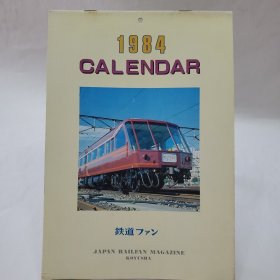 1984
CALENDAR
鉄道ファン
JAPAN RAILFAN MAGAZINE
KOYUSHA